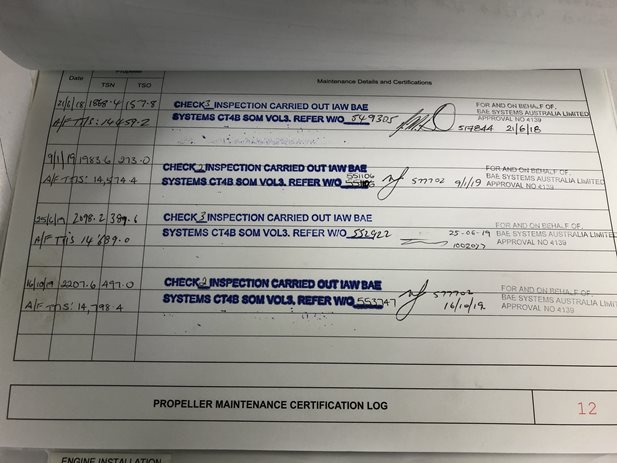 Propeller
Date TSN TSO Maintenance Details and Certifications
21/6/18 1868.4 157.8 CHECK 3 INSPECTION CARRIED OUT IAW BAE FOR AND ON BEHALF OF
A/F TTIS: 14459.2 SYSTEMS CT4B SOM VOL3. REFER W/O 549305 BAE SYSTEMS AUSTRALIA LIMITED
517844 21/6/18 APPROVAL NO 4139
9/1/19 1983.6 273.0 CHECK 2 INSPECTION CARRIED OUT IAW BAE FOR AND ON BEHALF OF
551106
A/F TTIS: 14,574.4 SYSTEMS CT4B SOM VOL3. REFER W/O 577702 9/1/19 BAE SYSTEMS AUSTRALIA LIMITED
APPROVAL NO 4139
25/6/19 2098.2 389.6 CHECK 3 INSPECTION CARRIED OUT IAW BAE FOR AND ON BEHALF OF
A/F TTIS 14689.0 SYSTEMS CT4B SOM VOL3. REFER W/O 552922 25-06-19 BAE SYSTEMS AUSTRALIA LIMITED
APPROVAL NO 4139
16/10/19 2207.6 497.0 CHECK 2 INSPECTION CARRIED OUT IAW BAE FOR AND ON BEHALF OF
A/F TTIS: 14,798.4 SYSTEMS CT4B SOM VOL3. REFER W/O 553747 577702 BAE SYSTEMS AUSTRALIA LIMITED
16/10/19 APPROVAL NO 4139
PROPELLER MAINTENANCE CERTIFICATION LOG 12
ENGINE INSTALLATION